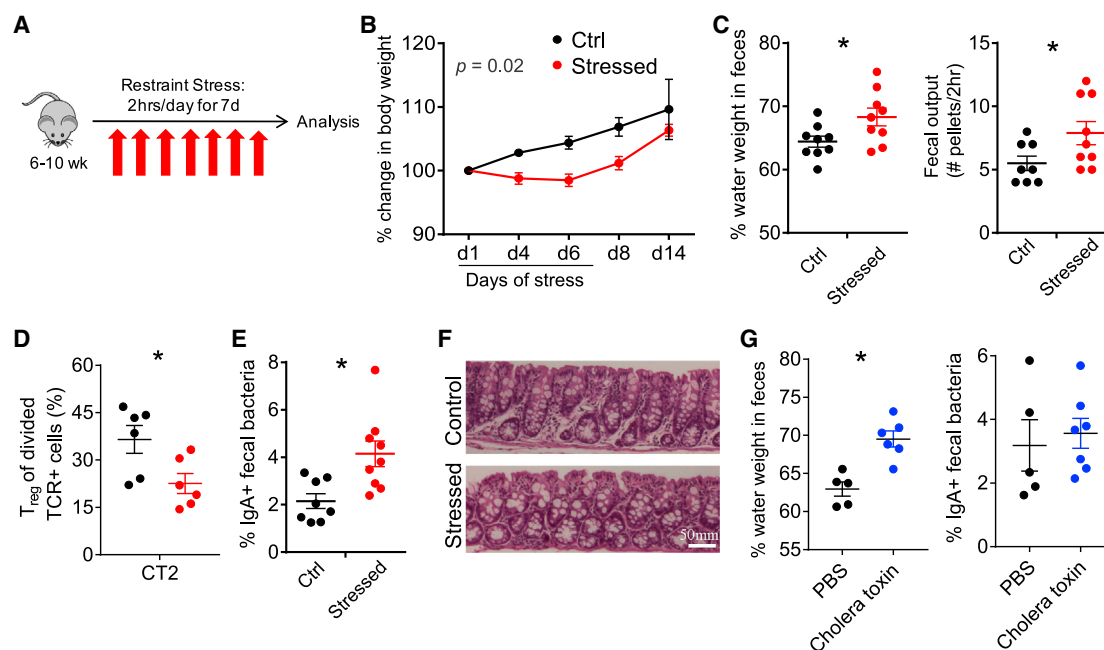 A
Restraint Stress:
2hrs/day for 7d
Analysis
6-10 wk
B
% change in body weight
120
110
100
90
p = 0.02
Ctrl
Stressed
d1 d4 d6 d8 d14
Days of stress
C
% water weight in feces
80
70
60
50
*
Ctrl
Stressed
Fecal output
(# pellets/2hr)
15
10
5
0
*
Ctrl
Stressed
D
Treg of divided
TCR+ cells (%)
60
45
30
15
0
*
CT2
E
% IgA+ fecal bacteria
8
6
4
2
0
*
Ctrl
Stressed
F
Control
Stressed
50mm
G
% water weight in feces
80
75
70
65
60
55
*
PBS
Cholera toxin
% IgA+ fecal bacteria
6
4
2
0
PBS
Cholera toxin